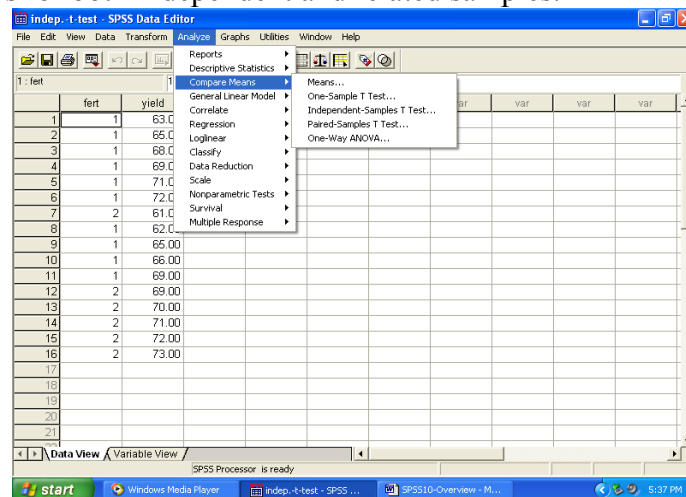 s for both independent and related samples.
indep.-t-test - SPSS Data Editor
File Edit View Data Transform Analyze Graphs Utilities Window Help
1 : fert 1
Reports
Descriptive Statistics
Compare Means
General Linear Model
Correlate
Regression
Loglinear
Classify
Data Reduction
Scale
Nonparametric Tests
Survival
Multiple Response
Means...
One-Sample T Test...
Independent-Samples T Test...
Paired-Samples T Test...
One-Way ANOVA...
fert yield var var var var
1 1 63.0
2 1 65.0
3 1 68.0
4 1 69.0
5 1 71.0
6 1 72.0
7 2 61.0
8 1 62.0
9 1 65.00
10 1 66.00
11 1 69.00
12 2 69.00
13 2 70.00
14 2 71.00
15 2 72.00
16 2 73.00
17
18
19
20
21
Data View Variable View
SPSS Processor is ready
start Windows Media Player indep.-t-test - SPSS ... SPSS10-Overview - M... 5:37 PM